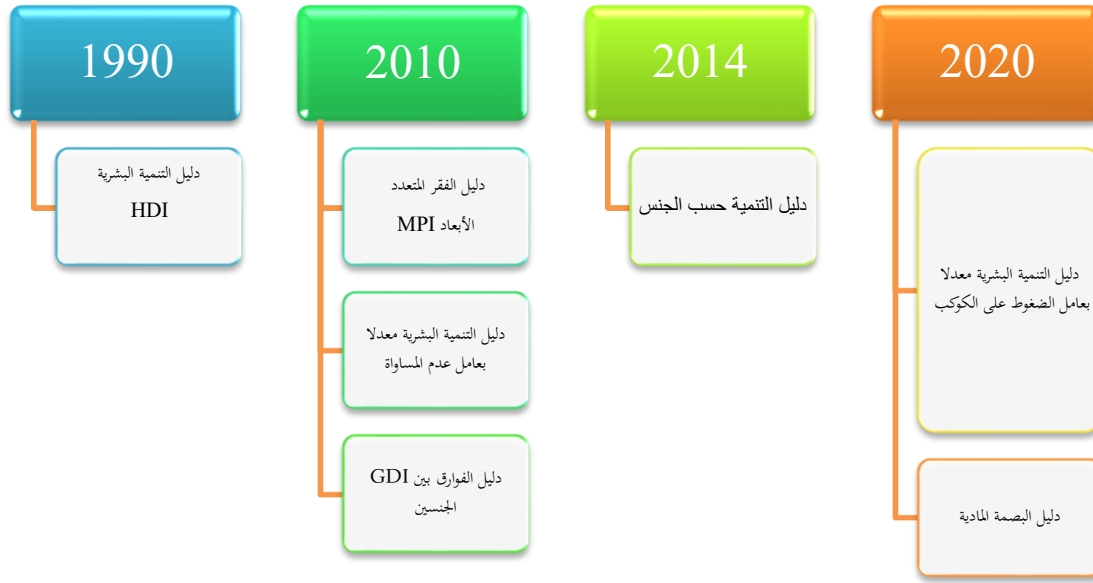 1990
دليل التنمية البشرية
HDI
2010
دليل الفقر المتعدد
الأبعاد MPI
دليل التنمية البشرية معدلا
بعامل عدم المساواة
دليل الفوارق بين GDI
الجنسين
2014
دليل التنمية حسب الجنس
2020
دليل التنمية البشرية معدلا
بعامل الضغوط على الكوكب
دليل البصمة المادية